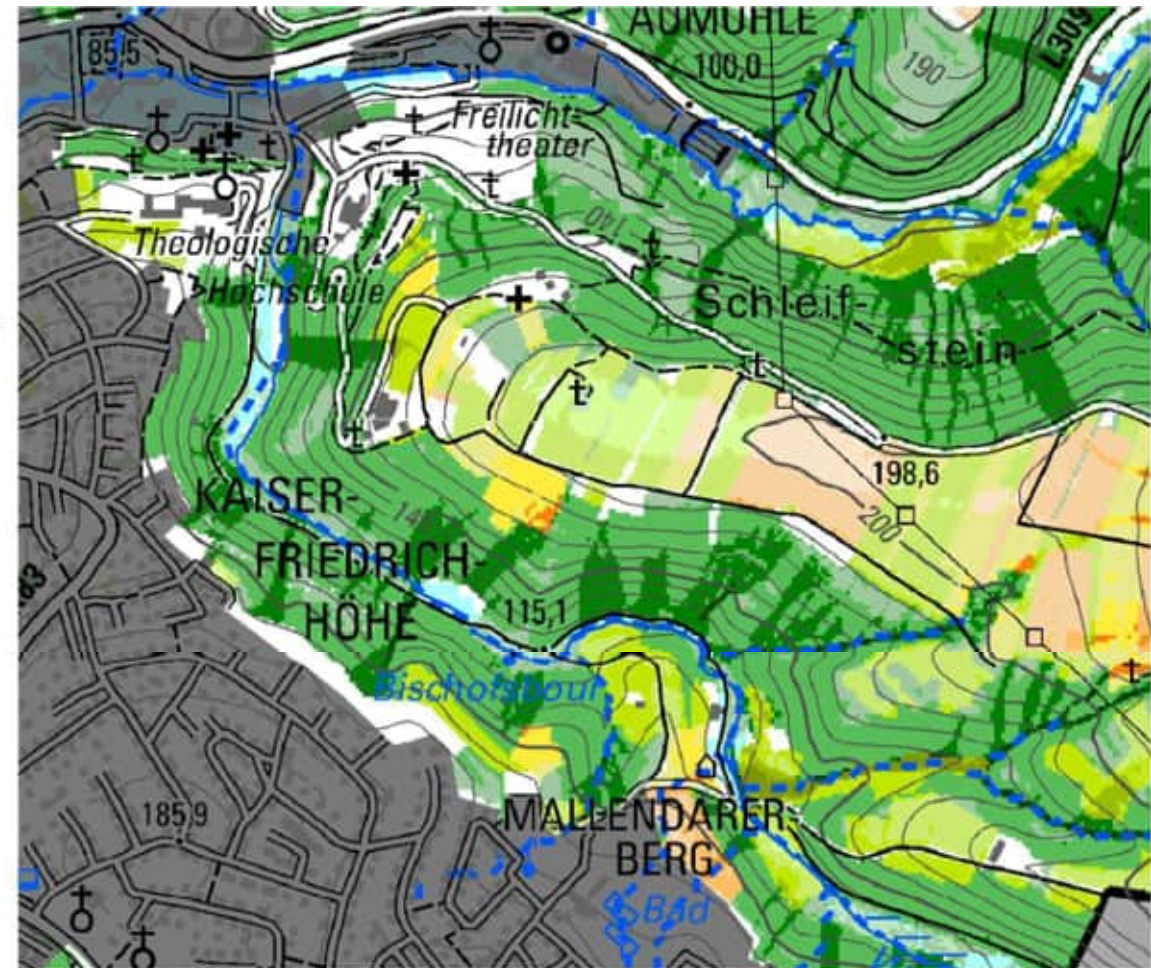 AUMÜHLE
L309
85,5
100,0
190
Freilicht-
theater
140
Theologische
Hochschule
Schleif-
stein
198,6
KAISER-
200
FRIEDRICH-
HÖHE
115,1
Bischofsbour
185,9
MALLENDARER-
BERG
Bad